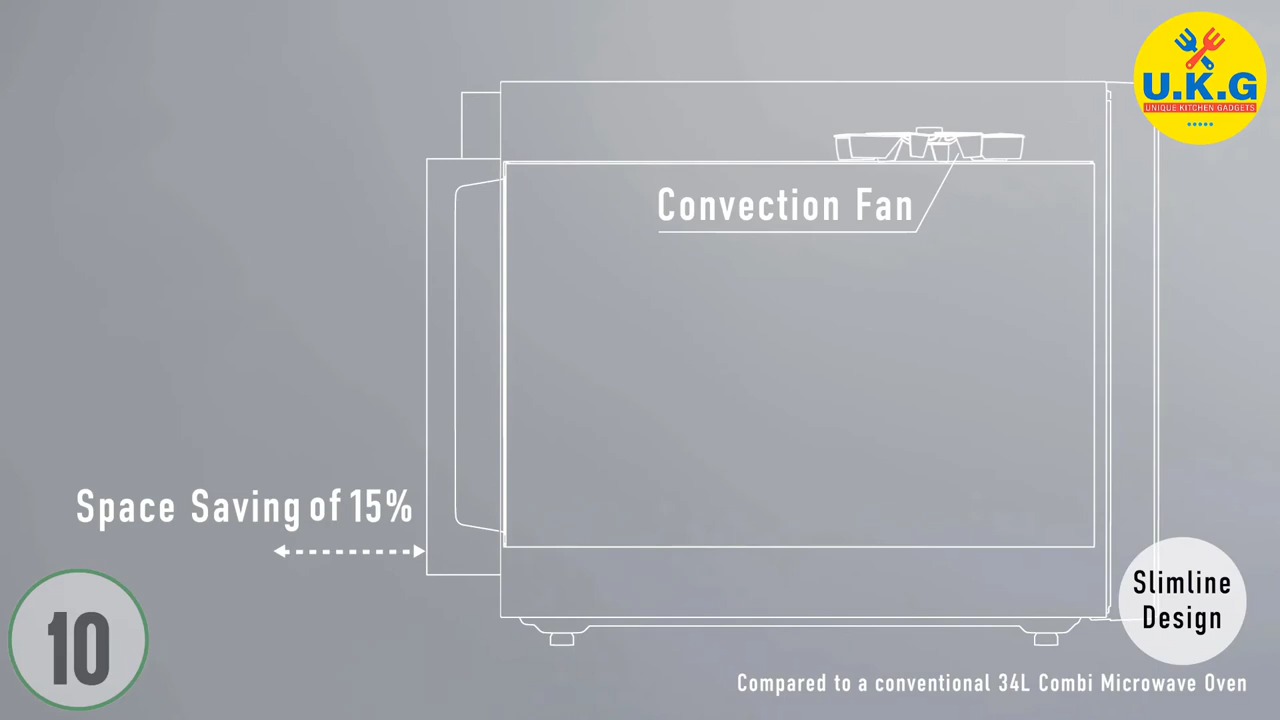 U.K.G
UNIQUE KITCHEN GADGETS
Convection Fan
Space Saving of 15%
10
Slimline
Design
Compared to a conventional 34L Combi Microwave Oven